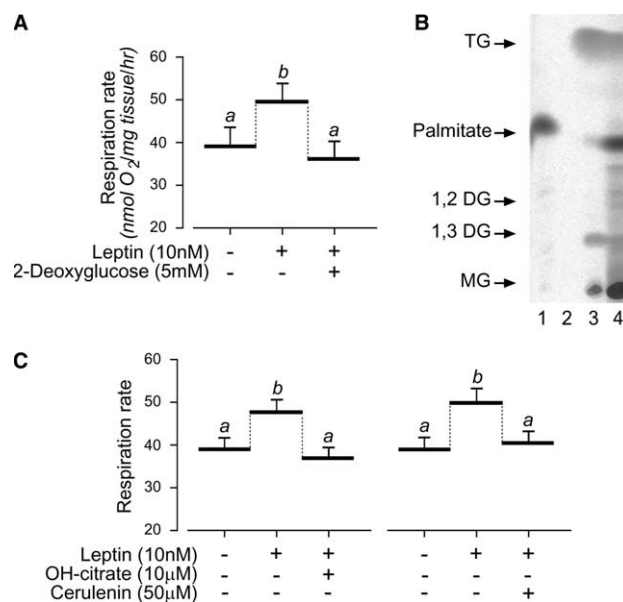 A
Respiration rate
(nmol O2/mg tissue/hr)
60
50
40
30
20
a
b
a
Leptin (10nM) - + +
2-Deoxyglucose (5mM) - - +
B
TG
Palmitate
1,2 DG
1,3 DG
MG
1 2 3 4
C
Respiration rate
60
50
40
30
20
a
b
a
a
b
a
Leptin (10nM) - + + - + +
OH-citrate (10µM) - - + - - -
Cerulenin (50µM) - - - - - +